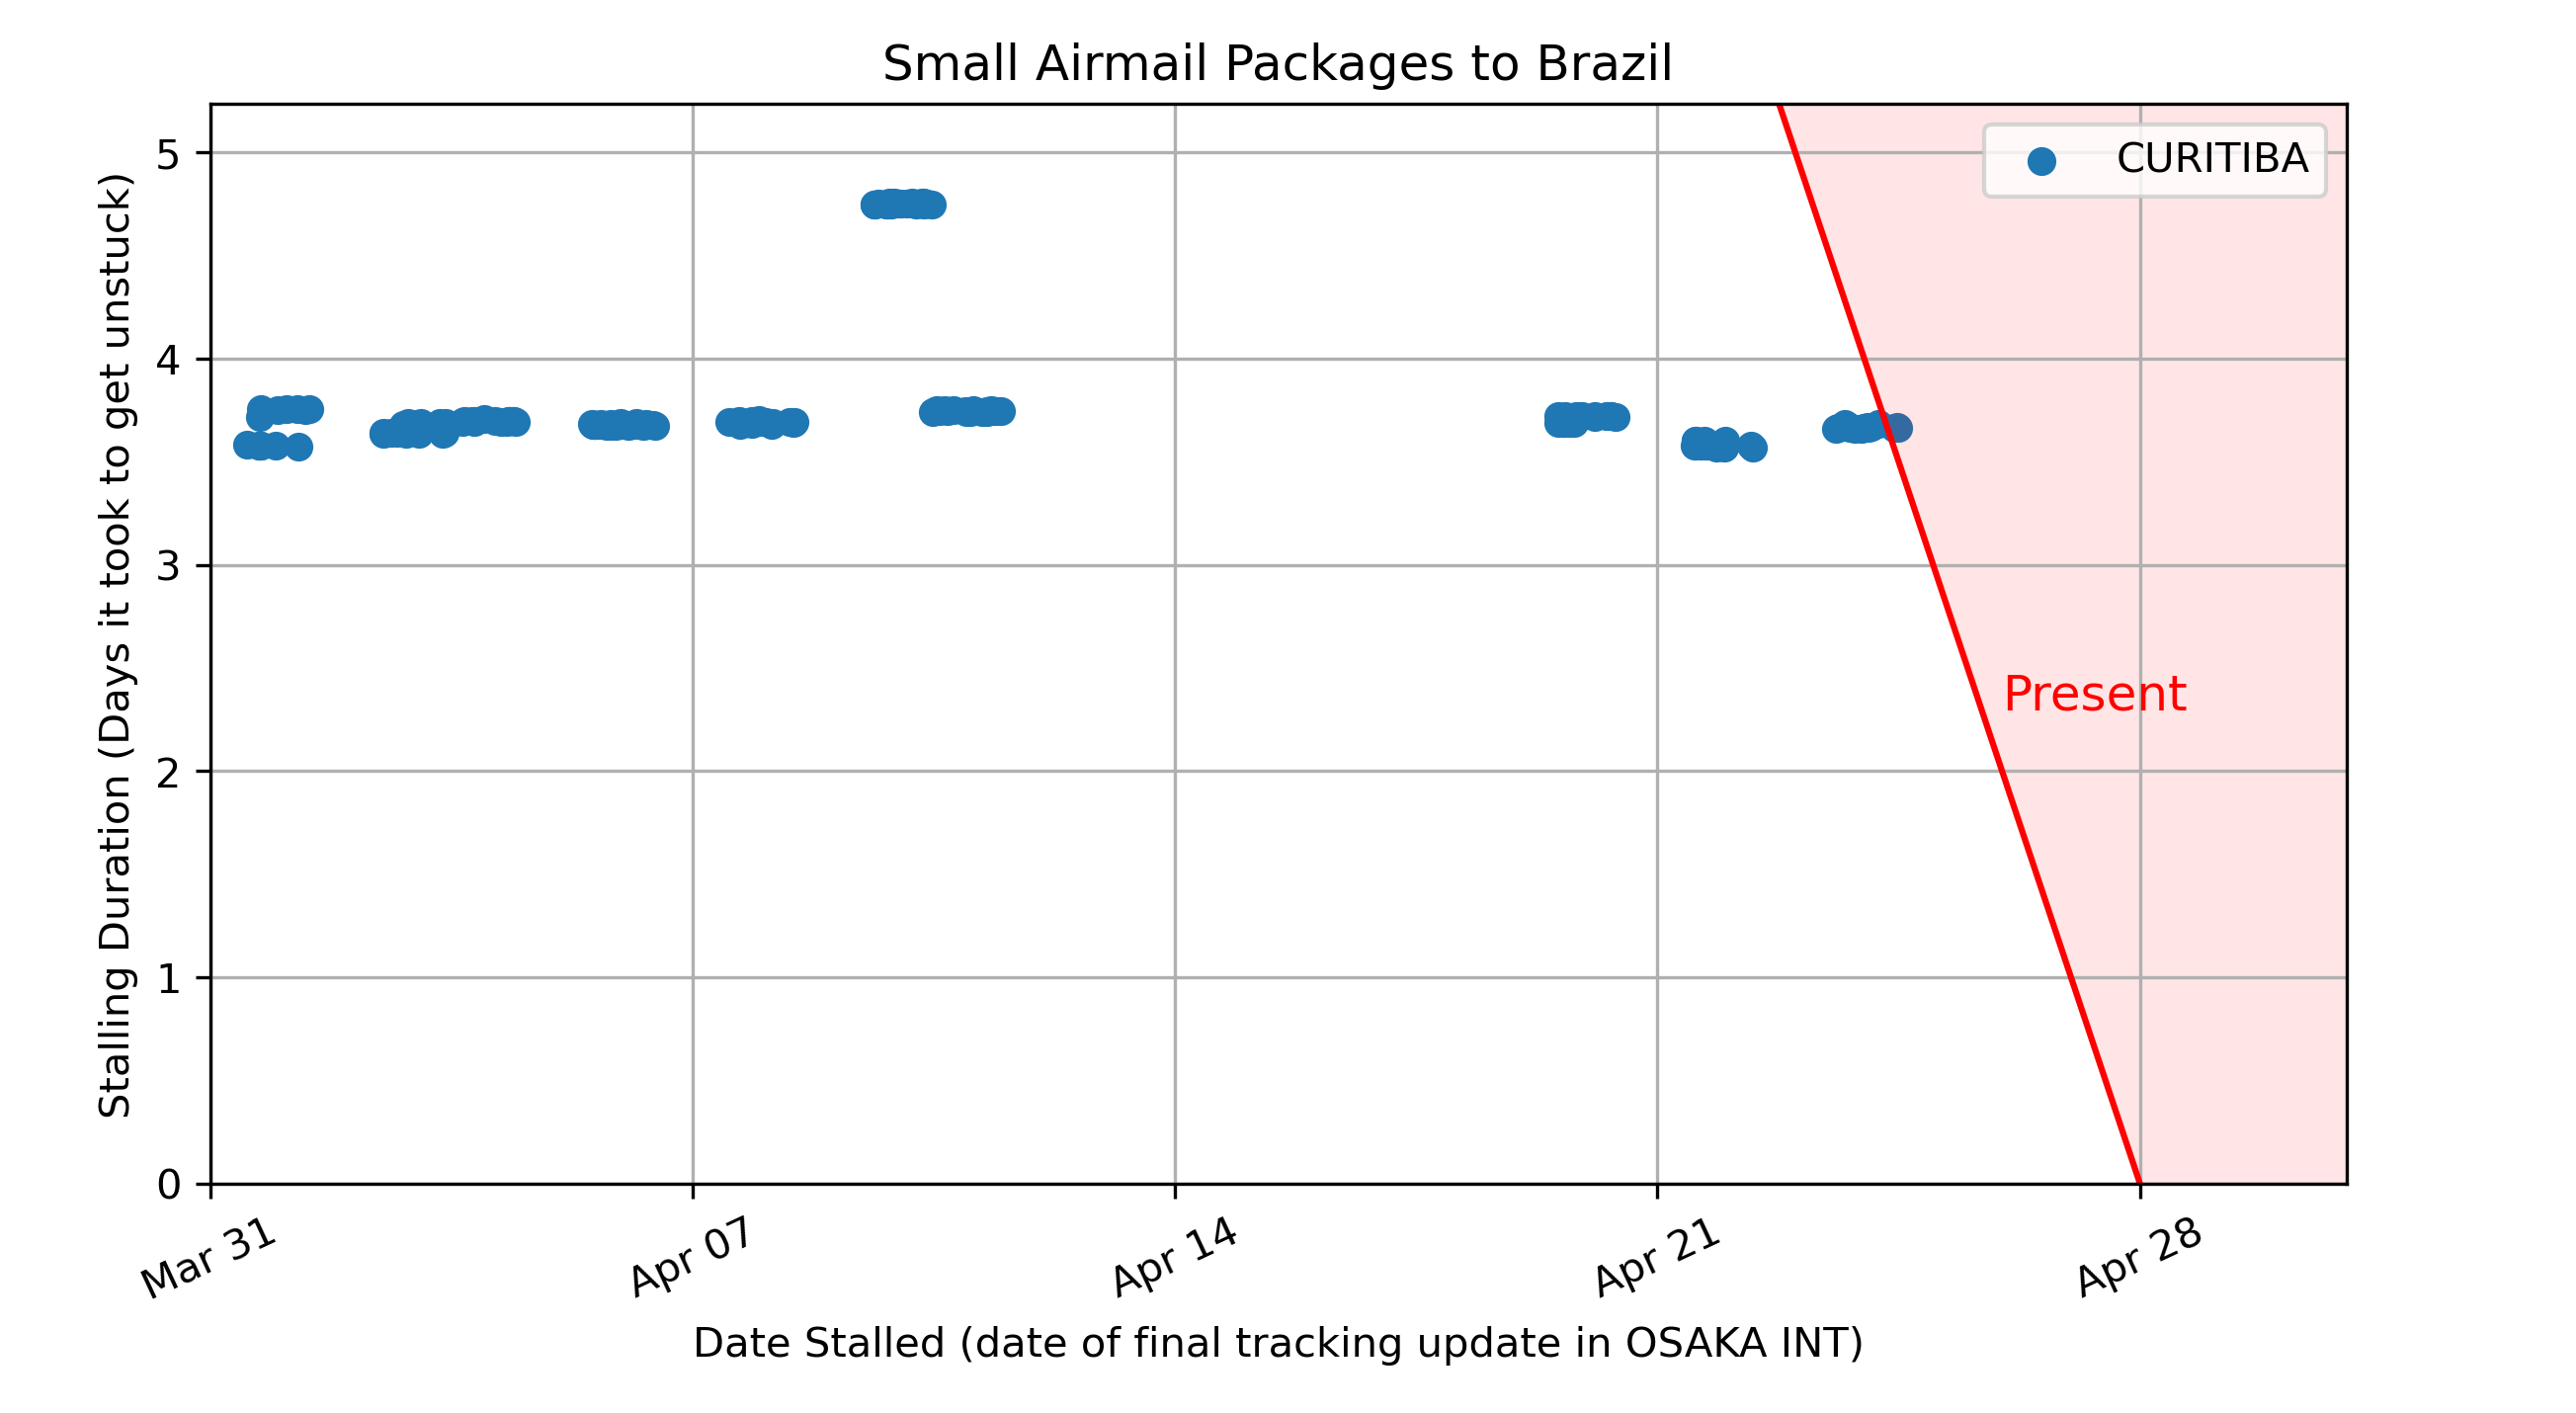 Small Airmail Packages to Brazil
CURITIBA
5
4
3
2
1
0
Stalling Duration (Days it took to get unstuck)
Present
Mar 31
Apr 07
Apr 14
Apr 21
Apr 28
Date Stalled (date of final tracking update in OSAKA INT)